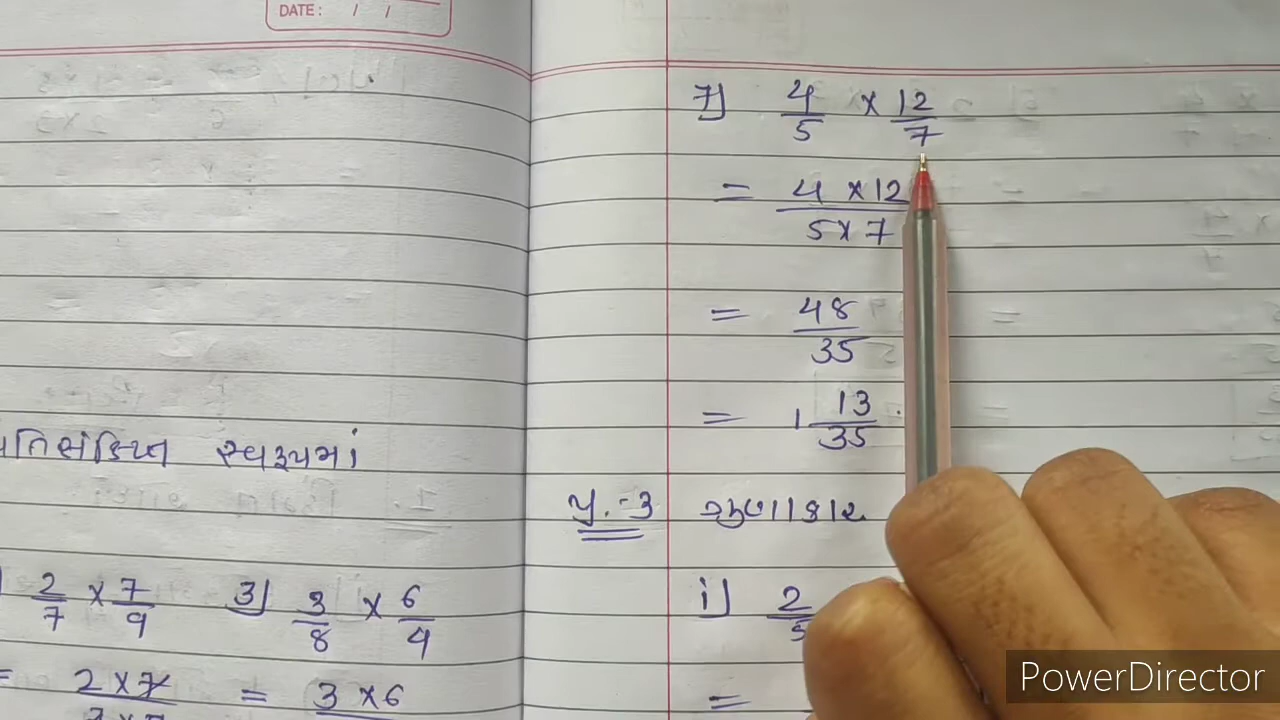 DATE : / /
સ્વરૂપમાં
2/7 × 7/9 3) 3/8 × 6/4
= 2 × 7 = 3 × 6
7) 4/5 × 12/7
= 4 × 12 / 5 × 7
= 48/35
= 1 13/35
પ્ર.-3 ગુણાકાર
i) 2/5
=
PowerDirector